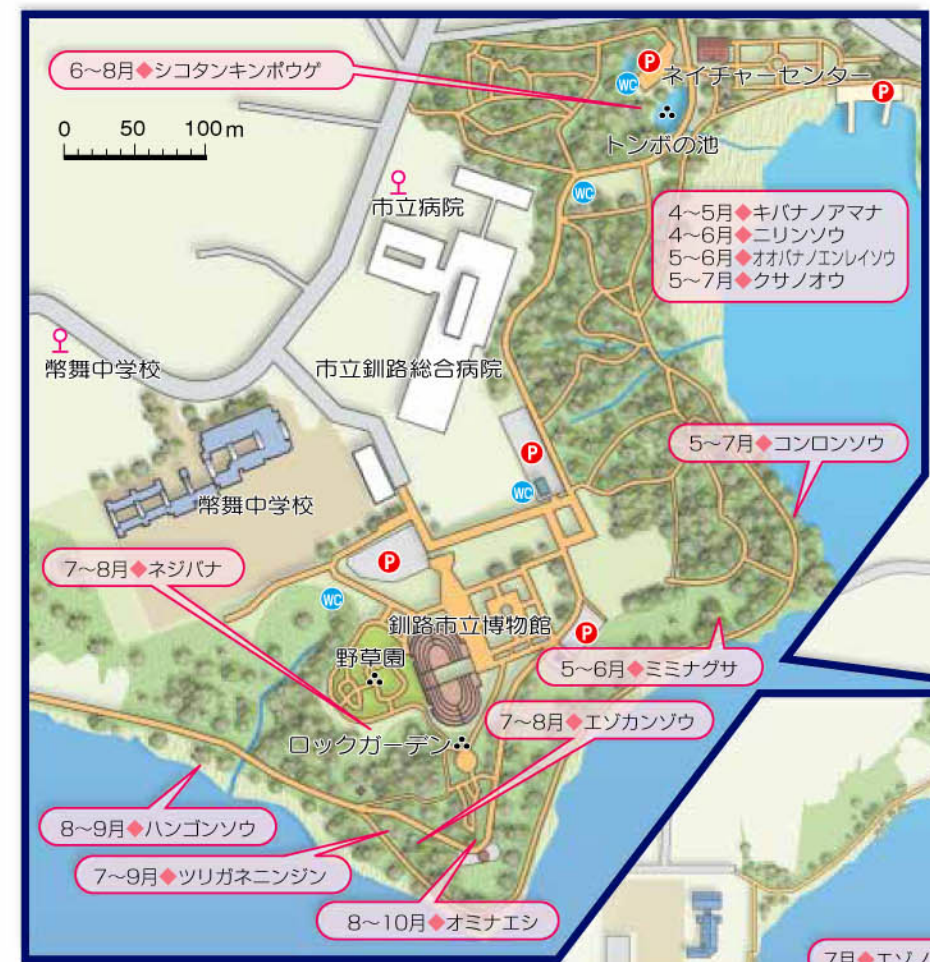 6~8月◆シコタンキンポウゲ
P
WC
ネイチャーセンター
P
0 50 100m
トンボの池
市立病院
WC
4~5月◆キバナノアマナ
4~6月◆ニリンソウ
5~6月◆オオバナノエンレイソウ
5~7月◆クサノオウ
幣舞中学校
市立釧路総合病院
5~7月◆コンロンソウ
P
WC
幣舞中学校
P
7~8月◆ネジバナ
WC
釧路市立博物館
P
野草園
5~6月◆ミミナグサ
7~8月◆エゾカンゾウ
ロックガーデン
8~9月◆ハンゴンソウ
7~9月◆ツリガネニンジン
8~10月◆オミナエシ
7月◆エゾノ